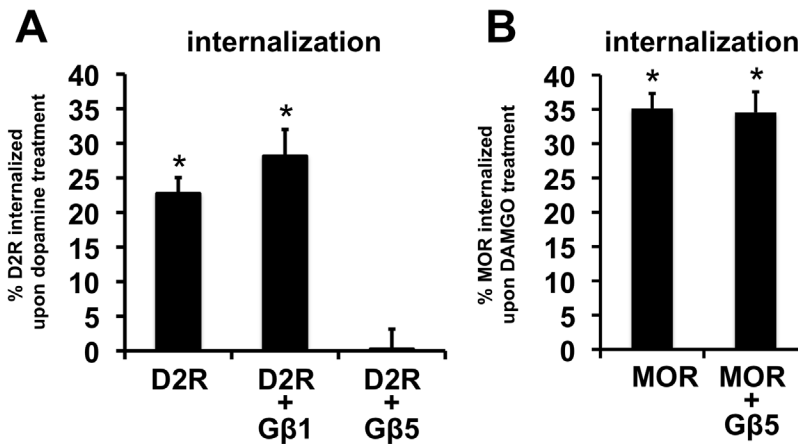 A
internalization
% D2R internalized
upon dopamine treatment
40
35
30
25
20
15
10
5
0
*
*
D2R
D2R
+
Gβ1
D2R
+
Gβ5
B
internalization
% MOR internalized
upon DAMGO treatment
40
35
30
25
20
15
10
5
0
*
*
MOR
MOR
+
Gβ5